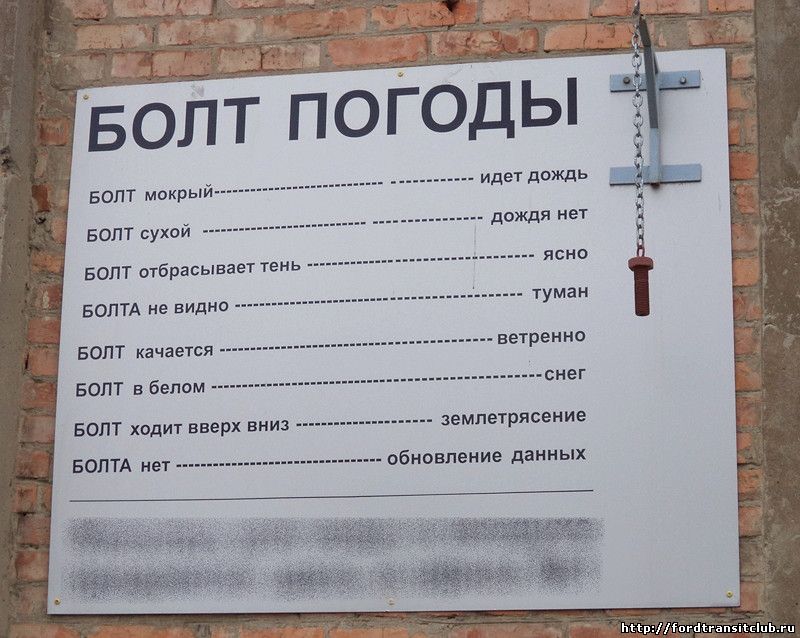 БОЛТ ПОГОДЫ
БОЛТ мокрый------------------------------- - ------------ идет дождь
БОЛТ сухой ------------------------------ -------------------- дождя нет
БОЛТ отбрасывает тень ---------------------------------- ясно
БОЛТА не видно ------------------------------------------- туман
БОЛТ качается ------------------------------------------ ветренно
БОЛТ в белом --------------------------------------------------снег
БОЛТ ходит вверх вниз --------------------- землетрясение
БОЛТА нет ------------------------------- обновление данных
http://fordtransitclub.ru